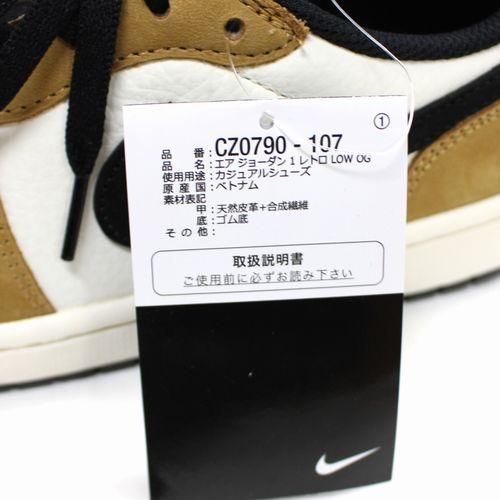 ①
品番:CZ0790 - 107
品名:エア ジョーダン 1 レトロ LOW OG
使用用途:カジュアルシューズ
原産国:ベトナム
素材表記
甲:天然皮革+合成繊維
底:ゴム底
その他:
取扱説明書
ご使用前に必ずお読み下さい